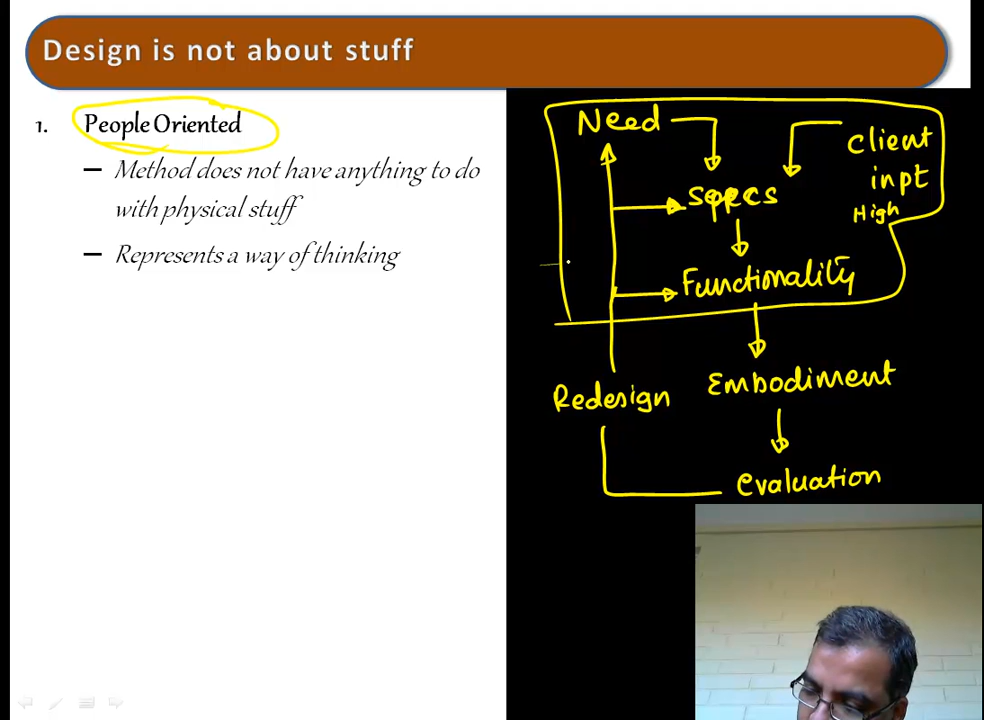 Design is not about stuff
1. People Oriented
– Method does not have anything to do
with physical stuff
– Represents a way of thinking
Need
Client
inpt
High
Specs
Functionality
Embodiment
Redesign
Evaluation